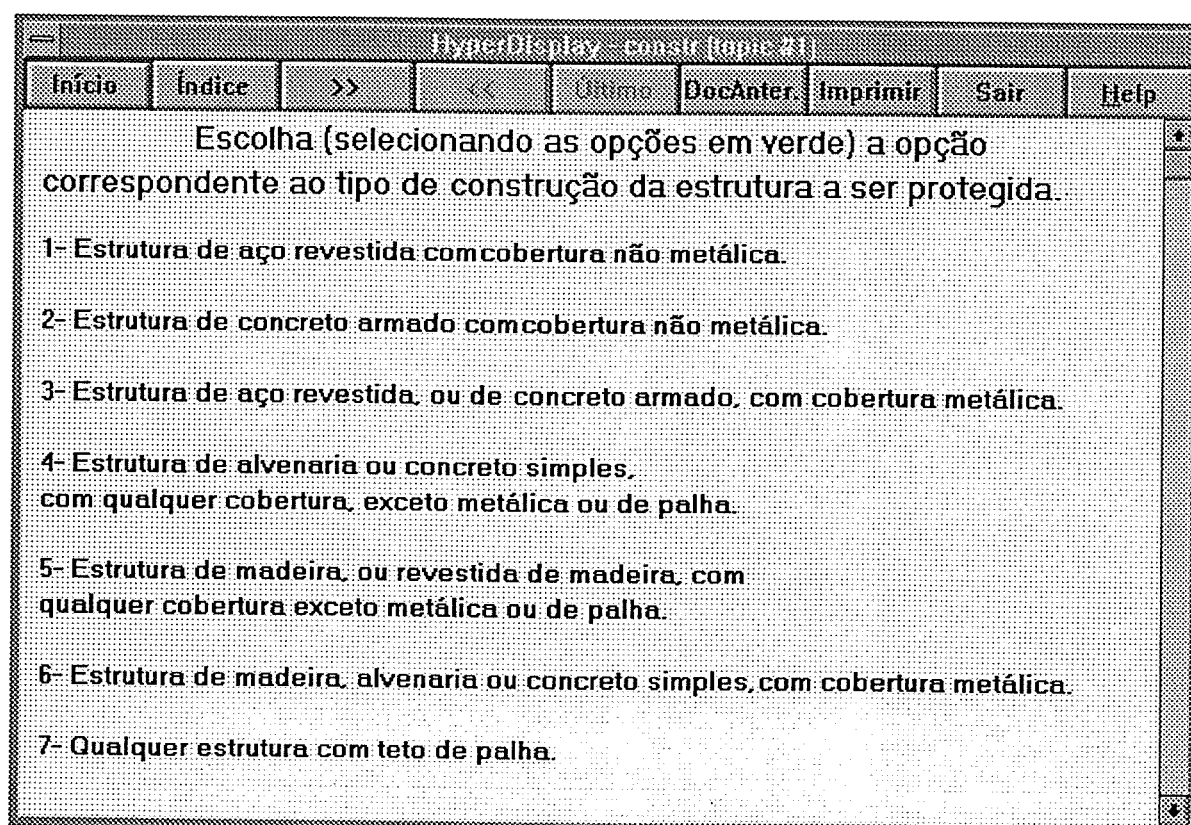 HyperDisplay - constr (topic #1)
Início Índice >> << Último DocAnter. Imprimir Sair Help
Escolha (selecionando as opções em verde) a opção
correspondente ao tipo de construção da estrutura a ser protegida.
1- Estrutura de aço revestida comcobertura não metálica.
2- Estrutura de concreto armado comcobertura não metálica.
3- Estrutura de aço revestida, ou de concreto armado, com cobertura metálica.
4- Estrutura de alvenaria ou concreto simples,
com qualquer cobertura, exceto metálica ou de palha.
5- Estrutura de madeira, ou revestida de madeira, com
qualquer cobertura exceto metálica ou de palha.
6- Estrutura de madeira, alvenaria ou concreto simples, com cobertura metálica.
7- Qualquer estrutura com teto de palha.